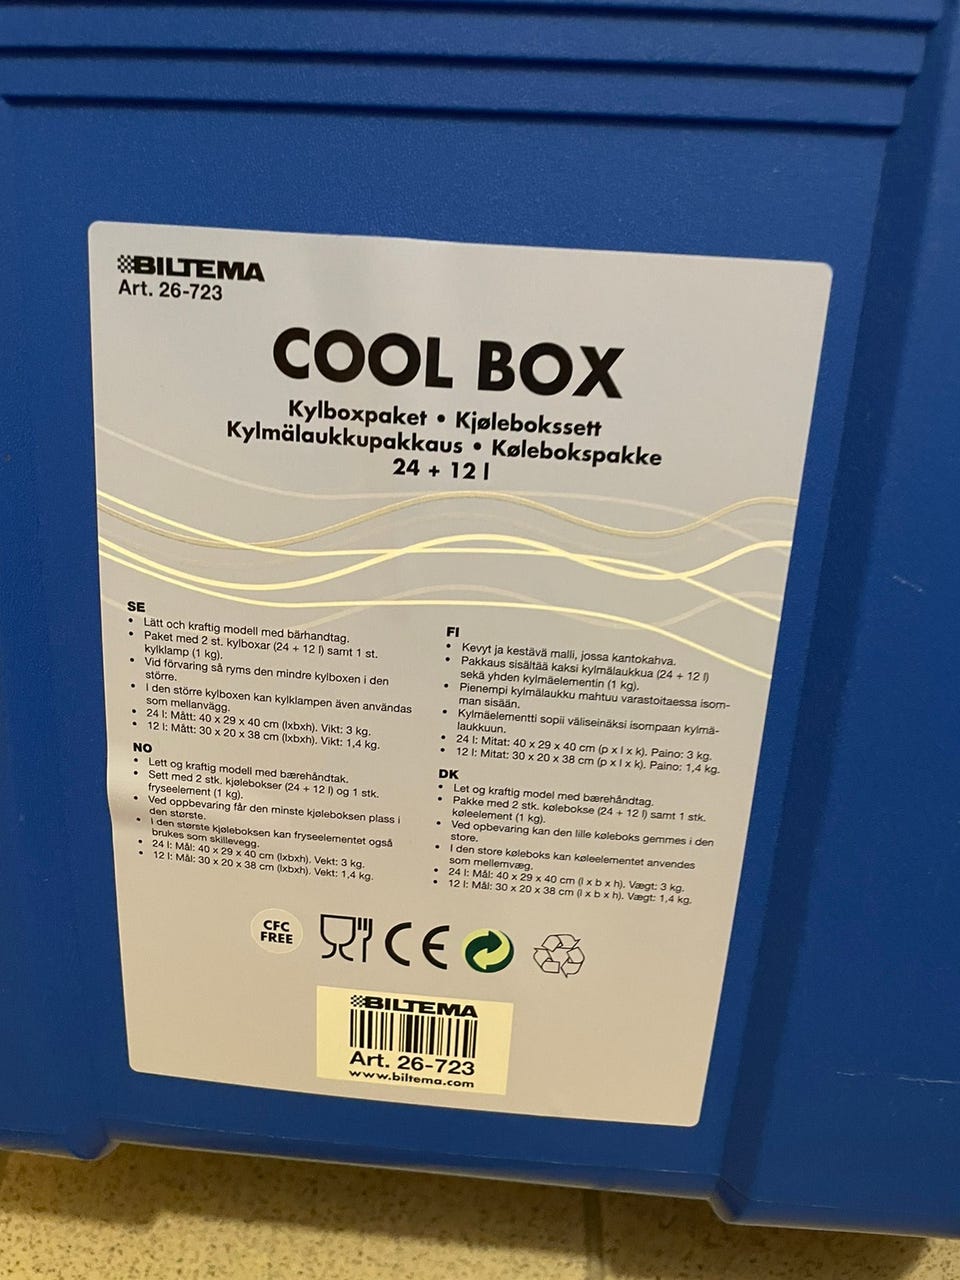 BILTEMA
Art. 26-723
COOL BOX
Kylboxpaket • Kjølebokssett
Kylmälaukkupakkaus • Kølebokspakke
24 + 12 l
SE
• Lätt och kraftig modell med bärhandtag.
• Paket med 2 st. kylboxar (24 + 12 l) samt 1 st.
kylklamp (1 kg).
• Vid förvaring så ryms den mindre kylboxen i den
större.
• I den större kylboxen kan kylklampen även användas
som mellanvägg.
• 24 l: Mått: 40 x 29 x 40 cm (lxbxh). Vikt: 3 kg.
• 12 l: Mått: 30 x 20 x 38 cm (lxbxh). Vikt: 1,4 kg.
NO
• Lett og kraftig modell med bærehåndtak.
• Sett med 2 stk. kjølebokser (24 + 12 l) og 1 stk.
fryseelement (1 kg).
• Ved oppbevaring får den minste kjøleboksen plass i
den største.
• I den største kjøleboksen kan fryseelementet også
brukes som skillevegg.
• 24 l: Mål: 40 x 29 x 40 cm (lxbxh). Vekt: 3 kg.
• 12 l: Mål: 30 x 20 x 38 cm (lxbxh). Vekt: 1,4 kg.
FI
• Kevyt ja kestävä malli, jossa kantokahva.
• Pakkaus sisältää kaksi kylmälaukkua (24 + 12 l)
sekä yhden kylmäelementin (1 kg).
• Pienempi kylmälaukku mahtuu varastoitaessa isom-
man sisään.
• Kylmäelementti sopii väliseinäksi isompaan kylmä-
laukkuun.
• 24 l: Mitat: 40 x 29 x 40 cm (p x l x k). Paino: 3 kg.
• 12 l: Mitat: 30 x 20 x 38 cm (p x l x k). Paino: 1,4 kg.
DK
• Let og kraftig model med bærehåndtag.
• Pakke med 2 stk. kølebokse (24 + 12 l) samt 1 stk.
køleelement (1 kg).
• Ved opbevaring kan den lille køleboks gemmes i den
store.
• I den store køleboks kan køleelementet anvendes
som mellemvæg.
• 24 l: Mål: 40 x 29 x 40 cm (l x b x h). Vægt: 3 kg.
• 12 l: Mål: 30 x 20 x 38 cm (l x b x h). Vægt: 1,4 kg.
CFC
FREE
CE
BILTEMA
Art. 26-723
www.biltema.com